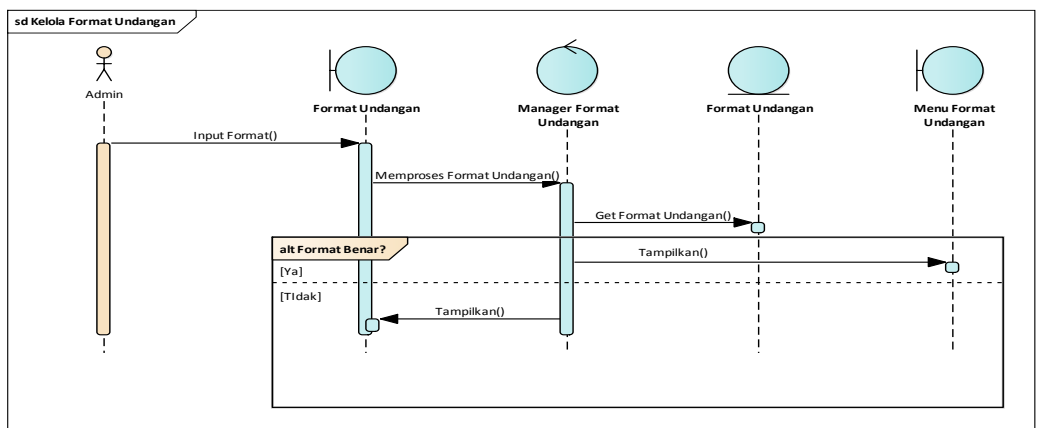 sd Kelola Format Undangan
Admin
Format Undangan
Manager Format
Undangan
Format Undangan
Menu Format
Undangan
Input Format()
Memproses Format Undangan()
Get Format Undangan()
alt Format Benar?
Tampilkan()
[Ya]
[TIdak]
Tampilkan()